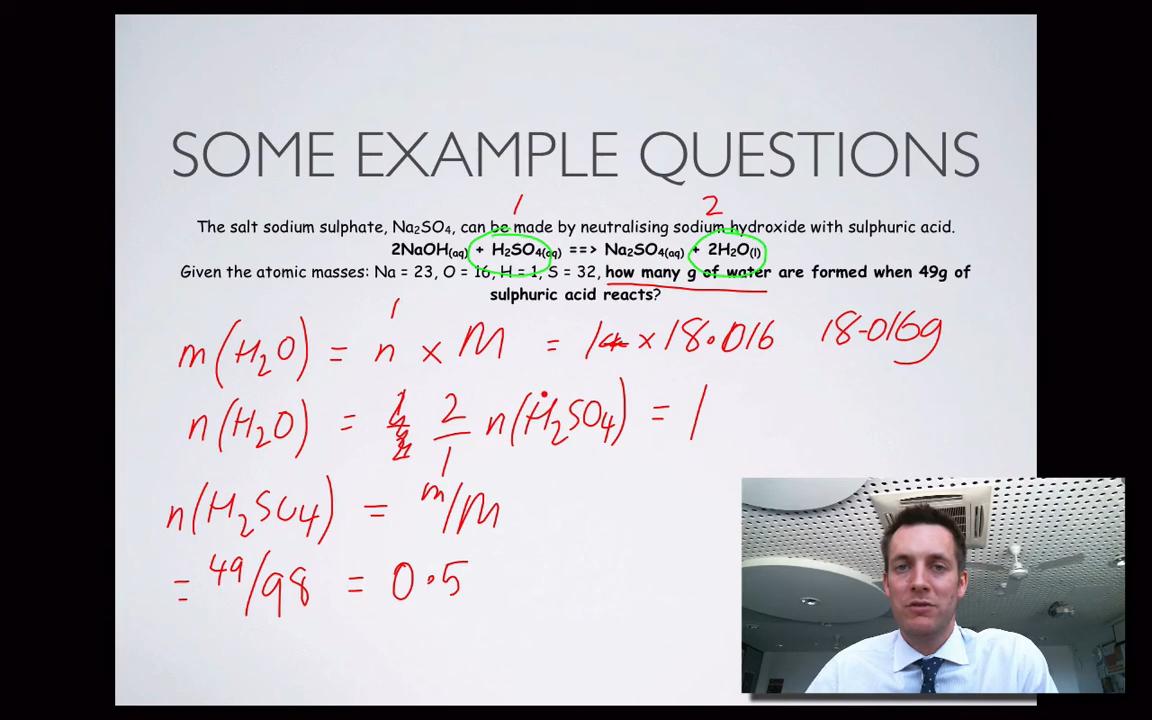 SOME EXAMPLE QUESTIONS
1 2
The salt sodium sulphate, Na₂SO₄, can be made by neutralising sodium hydroxide with sulphuric acid.
2NaOH(aq) + H₂SO₄(aq) ==> Na₂SO₄(aq) + 2H₂O(l)
Given the atomic masses: Na = 23, O = 16, H = 1, S = 32, how many g of water are formed when 49g of
sulphuric acid reacts?
1
m(H₂O) = n × M = 1 × 18.016 18.016g
n(H₂O) = 2/1 n(H₂SO₄) = 1
n(H₂SO₄) = m/M
= 49/98 = 0.5